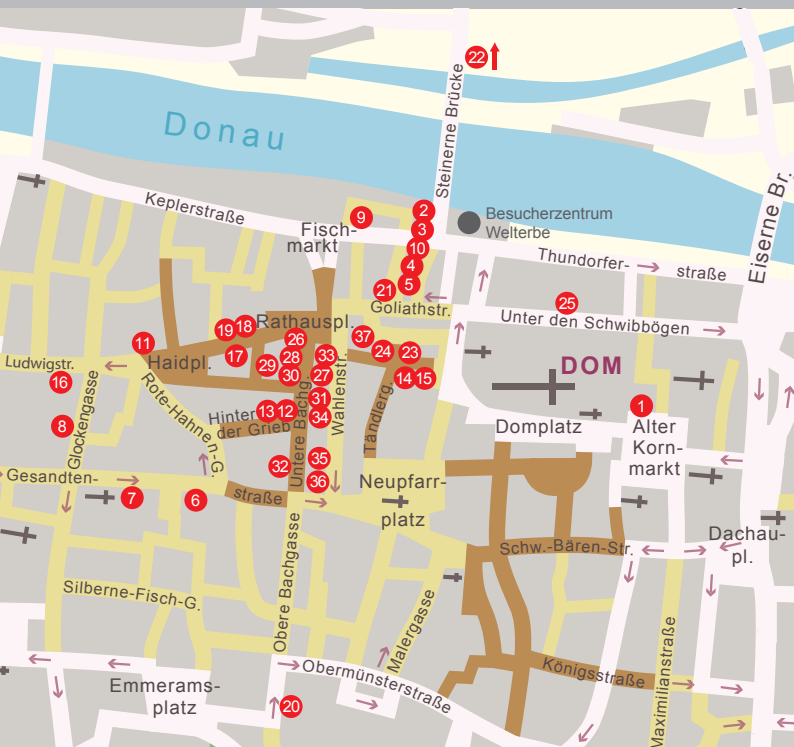 22
Donau
Steinerne Brücke
Eiserne Br.
Keplerstraße
9
2
Besucherzentrum
Welterbe
Fisch-
markt
3
10
4
5
21
Thundorfer-
straße
Goliathstr.
25
Unter den Schwibbögen
19
18
Rathauspl.
26
37
11
17
28
33
24
23
Ludwigstr.
Haidpl.
29
30
27
14
15
DOM
16
Wahlenstr.
Tändlerg.
Rote-Hahnen-G.
Glockengasse
Hinter
der Grieb
13
12
31
34
1
8
Untere Bachg.
Domplatz
Alter
Korn-
markt
32
35
36
Gesandten-
straße
7
6
Neupfarr-
platz
Schw.-Bären-Str.
Dachau-
pl.
Silberne-Fisch-G.
Obere Bachgasse
Malergasse
Königsstraße
Maximilianstraße
Obermünsterstraße
Emmerams-
platz
20